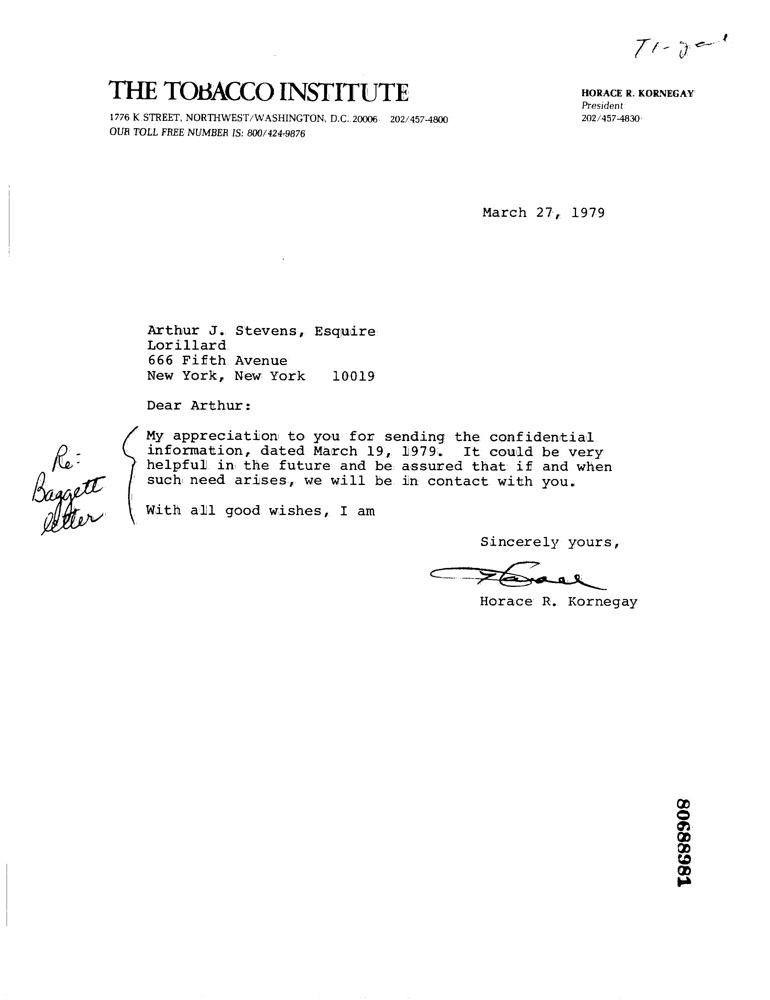 THE TOBACCO INSTITUTE
1776 K STREET, NORTHWEST/WASHINGTON, D.C. 20006 202/457-4800
OUR TOLL FREE NUMBER IS: 800/424-9876
HORACE R. KORNEGAY
President
202/457-4830
March 27, 1979
Arthur J. Stevens, Esquire
Lorillard
666 Fifth Avenue
New York, New York 10019
Dear Arthur:
My appreciation to you for sending the confidential
information, dated March 19, 1979. It could be very
helpful in the future and be assured that if and when
such need arises, we will be in contact with you.
Re:
Baggett
letter
With all good wishes, I am
Sincerely yours,
Horace
Horace R. Kornegay
80688981